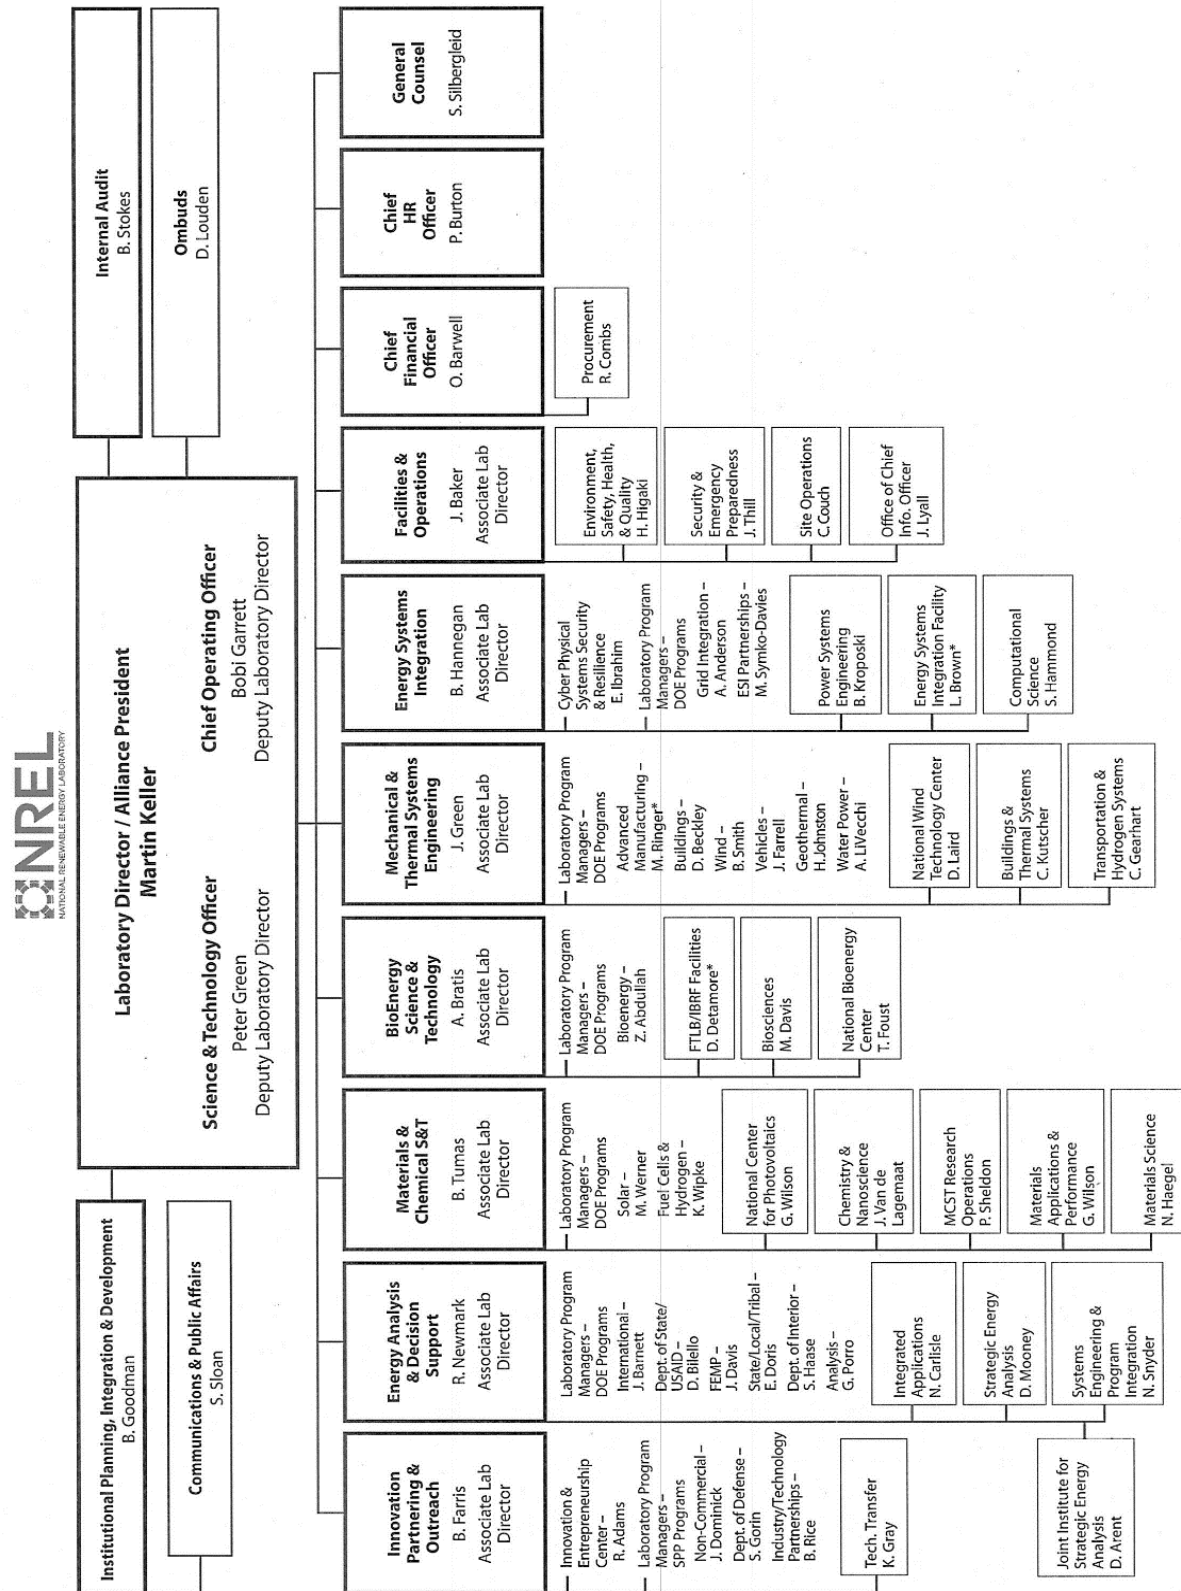 NREL
NATIONAL RENEWABLE ENERGY LABORATORY
Institutional Planning, Integration & Development
B. Goodman
Communications & Public Affairs
S. Sloan
Laboratory Director / Alliance President
Martin Keller
Science & Technology Officer
Peter Green
Deputy Laboratory Director
Chief Operating Officer
Bobi Garrett
Deputy Laboratory Director
Internal Audit
B. Stokes
Ombuds
D. Louden
Innovation
Partnering &
Outreach
B. Farris
Associate Lab
Director
Innovation &
Entrepreneurship
Center –
R. Adams
Laboratory Program
Managers –
SPP Programs
Non-Commercial –
J. Dominick
Dept. of Defense –
S. Gorin
Industry/Technology
Partnerships –
B. Rice
Tech. Transfer
K. Gray
Energy Analysis
& Decision
Support
R. Newmark
Associate Lab
Director
Laboratory Program
Managers –
DOE Programs
International –
J. Barnett
Dept. of State/
USAID –
D. Bilello
FEMP –
J. Davis
State/Local/Tribal –
E. Doris
Dept. of Interior –
S. Haase
Analysis –
G. Porro
Integrated
Applications
N. Carlisle
Strategic Energy
Analysis
D. Mooney
Systems
Engineering &
Program
Integration
N. Snyder
Joint Institute for
Strategic Energy
Analysis
D. Arent
Materials &
Chemical S&T
B. Tumas
Associate Lab
Director
Laboratory Program
Managers –
DOE Programs
Solar –
M. Werner
Fuel Cells &
Hydrogen –
K. Wipke
National Center
for Photovoltaics
G. Wilson
Chemistry &
Nanoscience
J. Van de
Lagemaat
MCST Research
Operations
P. Sheldon
Materials
Applications &
Performance
G. Wilson
Materials Science
N. Haegel
BioEnergy
Science &
Technology
A. Bratis
Associate Lab
Director
Laboratory Program
Managers –
DOE Programs
Bioenergy –
Z. Abdullah
FTLB/IBRF Facilities
D. Detamore*
Biosciences
M. Davis
National Bioenergy
Center
T. Foust
Mechanical &
Thermal Systems
Engineering
J. Green
Associate Lab
Director
Laboratory Program
Managers –
DOE Programs
Advanced
Manufacturing –
M. Ringer*
Buildings –
D. Beckley
Wind –
B. Smith
Vehicles –
J. Farrell
Geothermal –
H.Johnston
Water Power –
A. LiVecchi
National Wind
Technology Center
D. Laird
Buildings &
Thermal Systems
C. Kutscher
Transportation &
Hydrogen Systems
C. Gearhart
Energy Systems
Integration
B. Hannegan
Associate Lab
Director
Cyber Physical
Systems Security
& Resilience
E. Ibrahim
Laboratory Program
Managers –
DOE Programs
Grid Integration –
A. Anderson
ESI Partnerships –
M. Symko-Davies
Power Systems
Engineering
B. Kroposki
Energy Systems
Integration Facility
L. Brown*
Computational
Science
S. Hammond
Facilities &
Operations
J. Baker
Associate Lab
Director
Environment,
Safety, Health,
& Quality
H. Higaki
Security &
Emergency
Preparedness
J. Thill
Site Operations
C. Couch
Office of Chief
Info. Officer
J. Lyall
Chief
Financial
Officer
O. Barwell
Procurement
R. Combs
Chief
HR
Officer
P. Burton
General
Counsel
S. Silbergleid